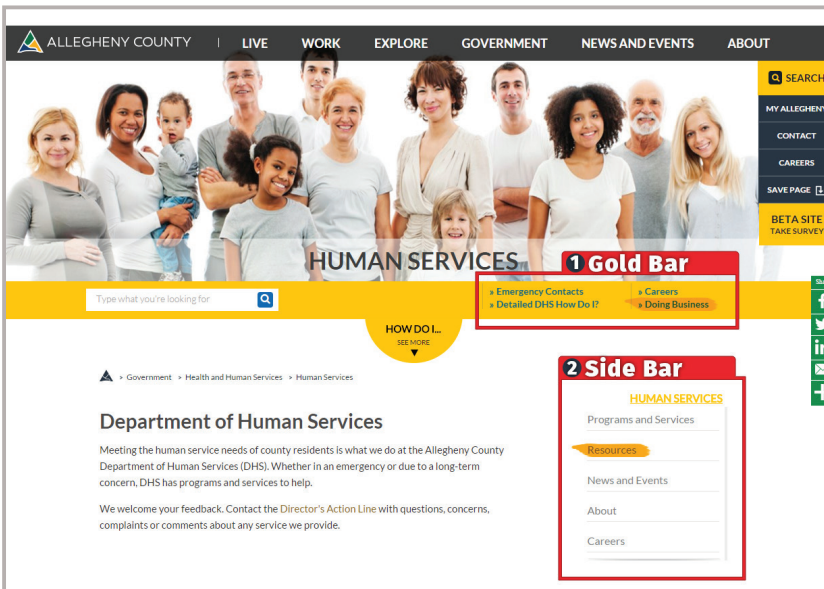 ALLEGHENY COUNTY | LIVE WORK EXPLORE GOVERNMENT NEWS AND EVENTS ABOUT
SEARCH
MY ALLEGHENY
CONTACT
CAREERS
SAVE PAGE
BETA SITE
TAKE SURVEY
HUMAN SERVICES
1 Gold Bar
Type what you're looking for
» Emergency Contacts » Careers
» Detailed DHS How Do I? » Doing Business
HOW DO I...
SEE MORE
» Government » Health and Human Services » Human Services
2 Side Bar
HUMAN SERVICES
Programs and Services
Resources
News and Events
About
Careers
Department of Human Services
Meeting the human service needs of county residents is what we do at the Allegheny County
Department of Human Services (DHS). Whether in an emergency or due to a long-term
concern, DHS has programs and services to help.
We welcome your feedback. Contact the Director's Action Line with questions, concerns,
complaints or comments about any service we provide.